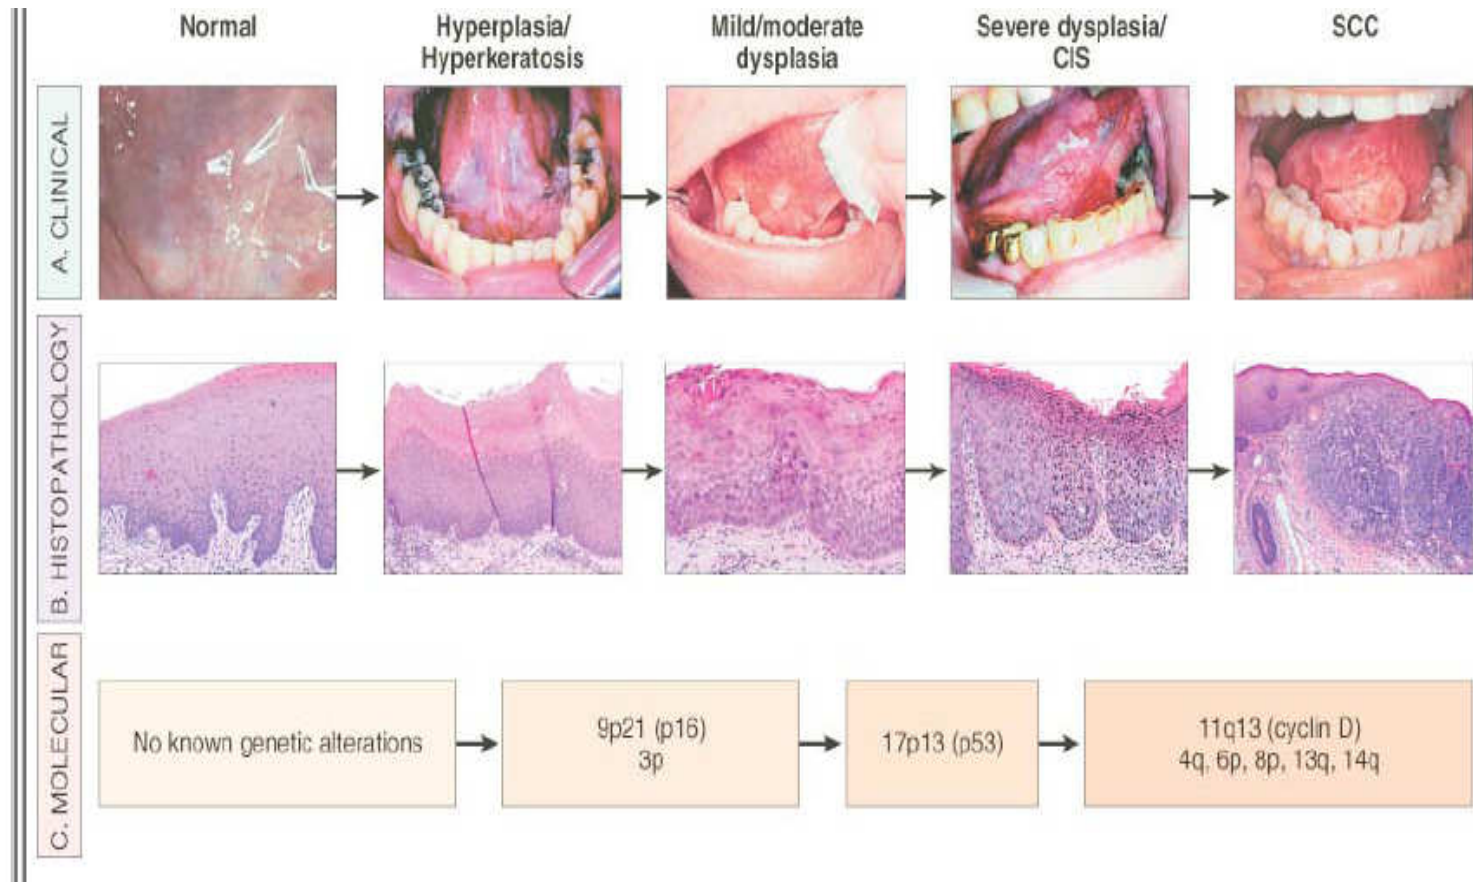 Normal
Hyperplasia/
Hyperkeratosis
Mild/moderate
dysplasia
Severe dysplasia/
CIS
SCC
A. CLINICAL
B. HISTOPATHOLOGY
C. MOLECULAR
No known genetic alterations
9p21 (p16)
3p
17p13 (p53)
11q13 (cyclin D)
4q, 6p, 8p, 13q, 14q